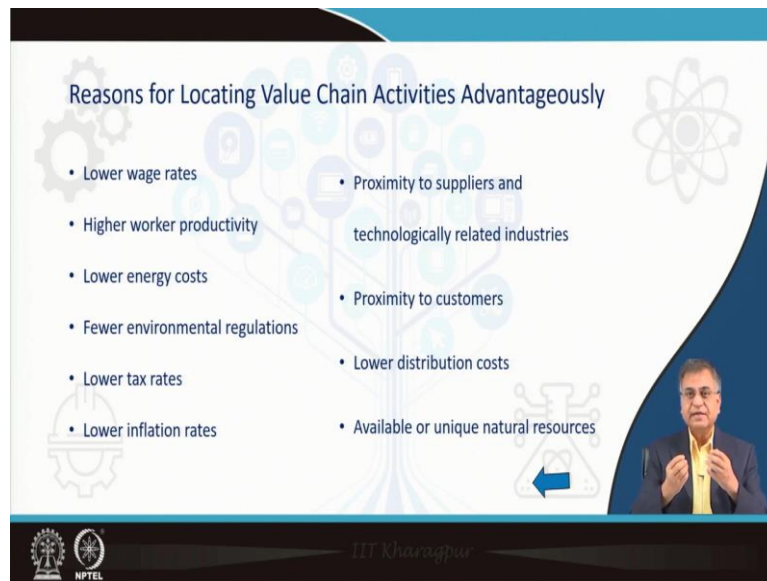 Reasons for Locating Value Chain Activities Advantageously
• Lower wage rates
• Higher worker productivity
• Lower energy costs
• Fewer environmental regulations
• Lower tax rates
• Lower inflation rates
• Proximity to suppliers and
technologically related industries
• Proximity to customers
• Lower distribution costs
• Available or unique natural resources
NPTEL
IIT Kharagpur